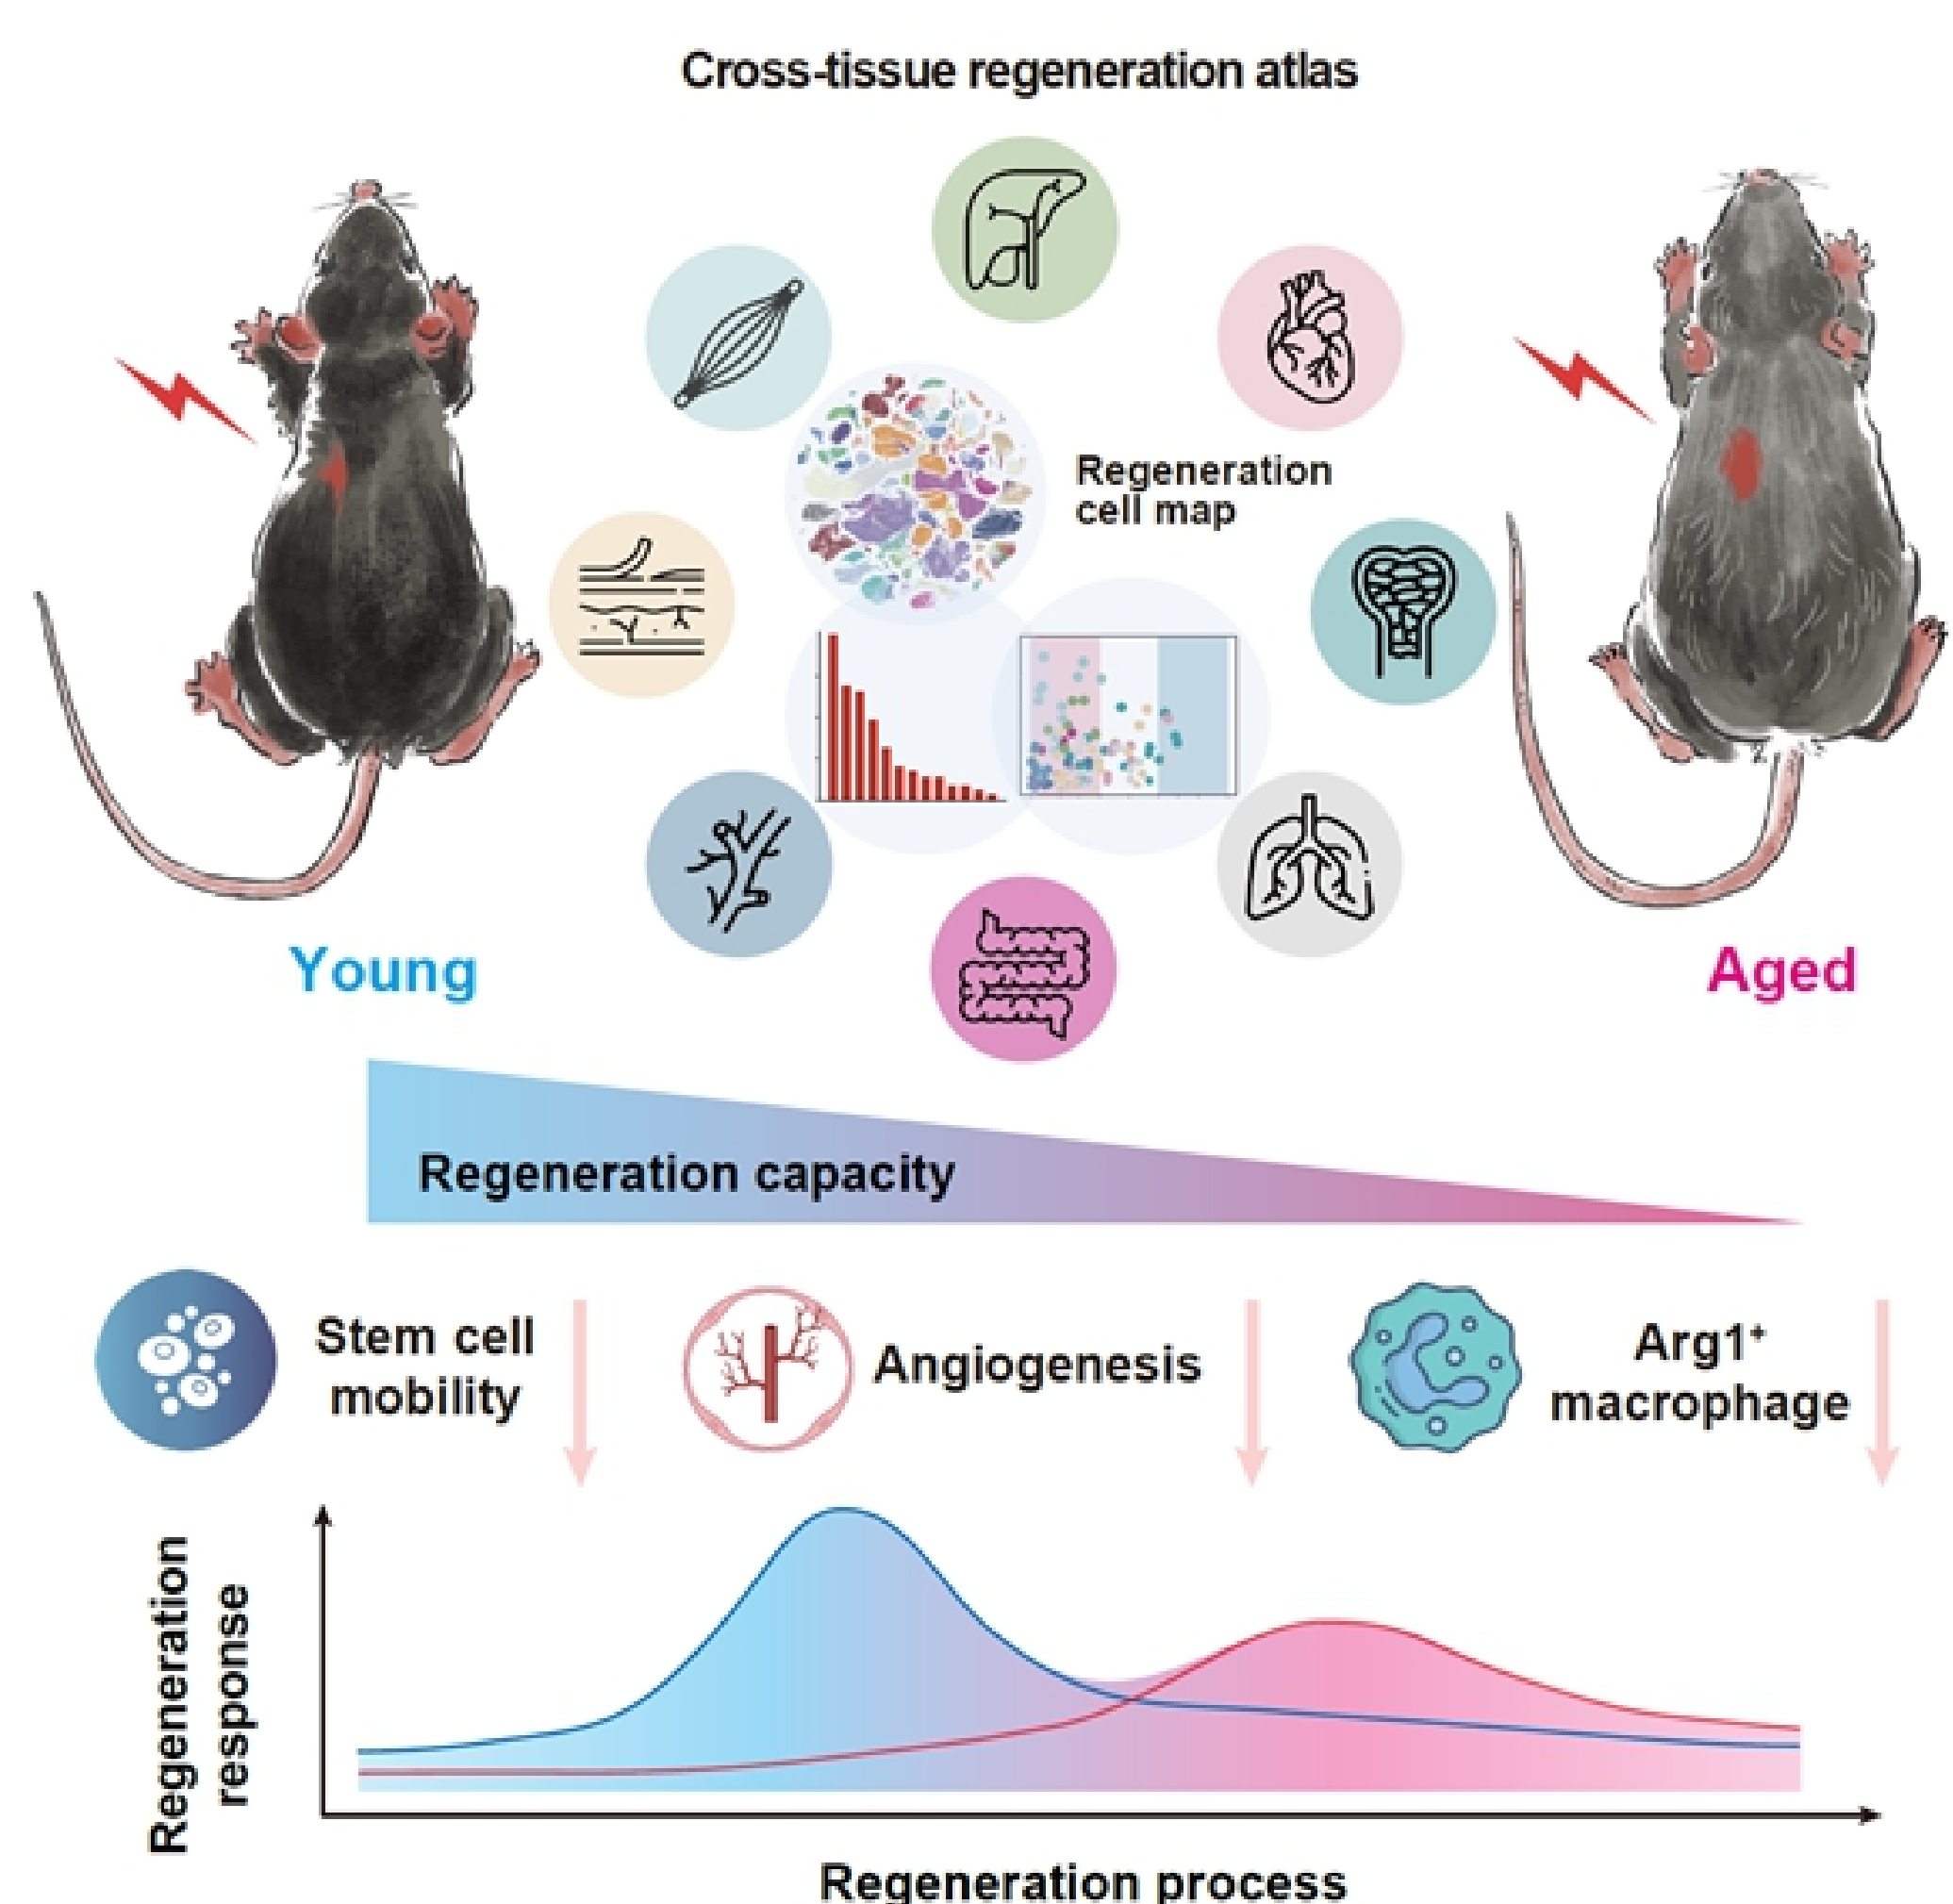 Cross-tissue regeneration atlas
Regeneration
cell map
Young
Aged
Regeneration capacity
Stem cell
mobility
Angiogenesis
Arg1⁺
macrophage
Regeneration
response
Regeneration process